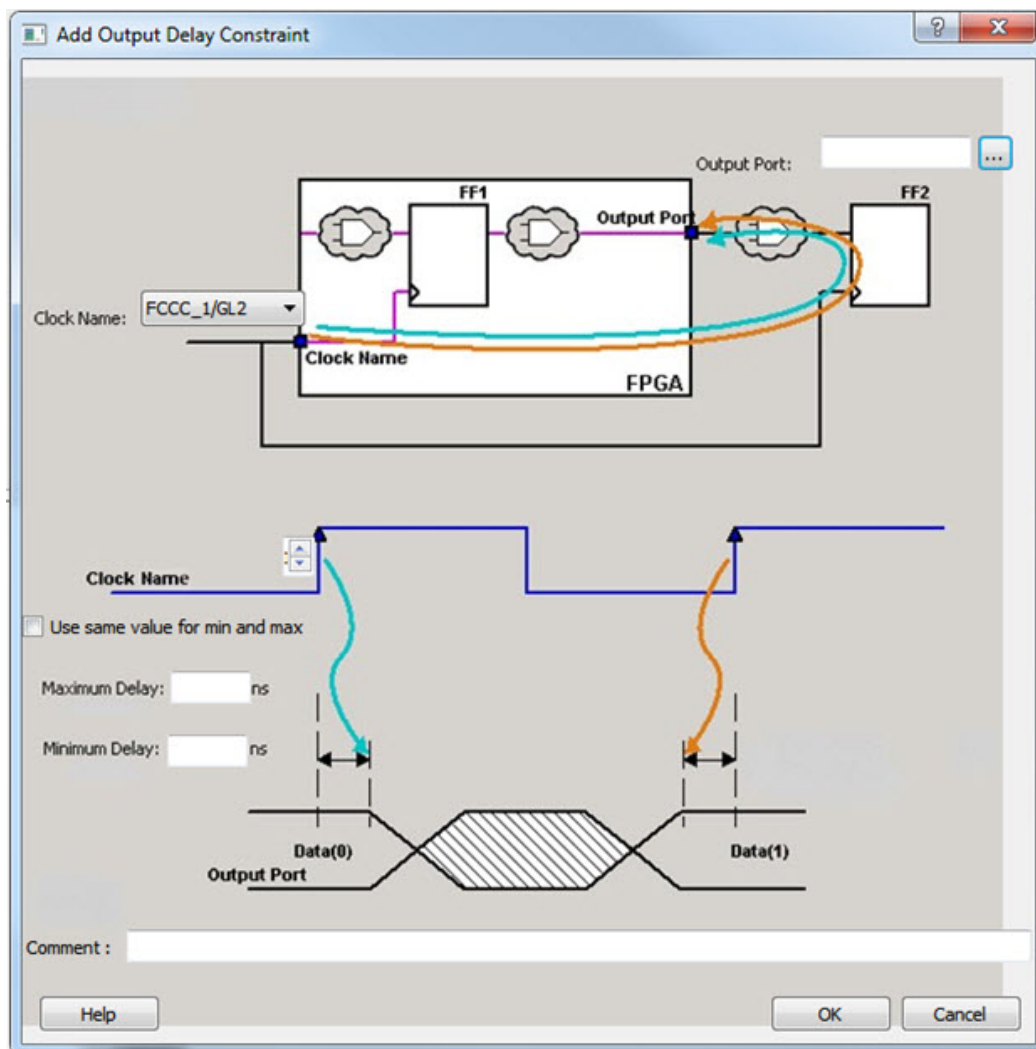 Add Output Delay Constraint
Output Port:
...
FF1
FF2
Output Port
Clock Name: FCCC_1/GL2
Clock Name
FPGA
Clock Name
Use same value for min and max
Maximum Delay: ns
Minimum Delay: ns
Data(0)
Data(1)
Output Port
Comment :
Help
OK
Cancel